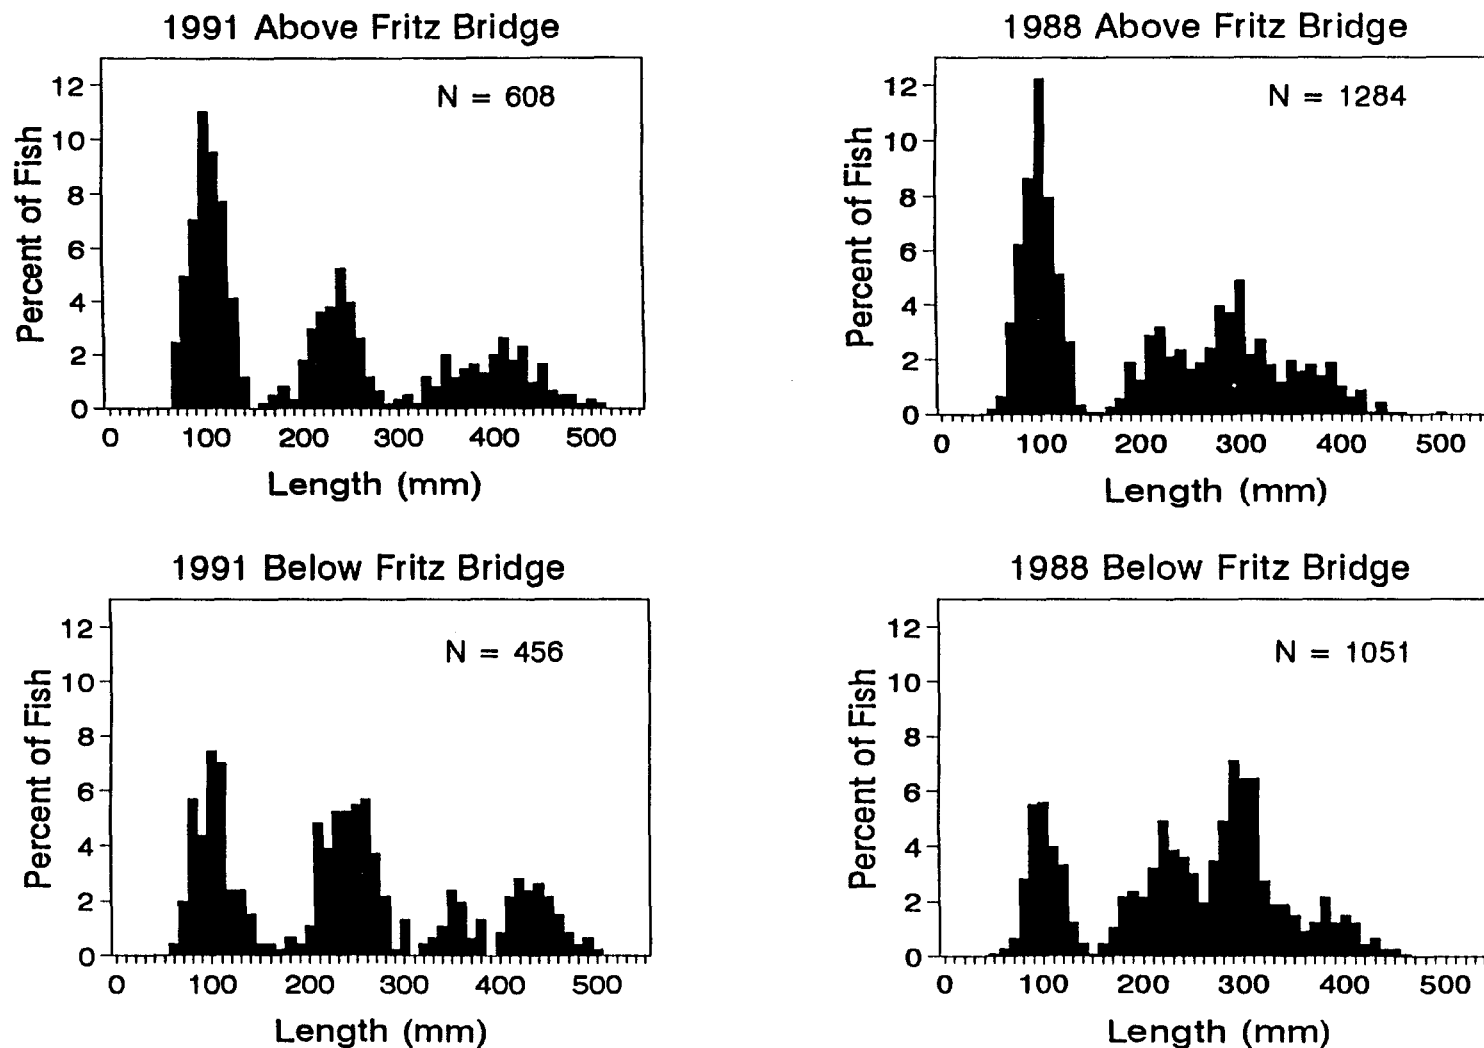 1991 Above Fritz Bridge
N = 608
Percent of Fish
12
10
8
6
4
2
0
0 100 200 300 400 500
Length (mm)
1988 Above Fritz Bridge
N = 1284
Percent of Fish
12
10
8
6
4
2
0
0 100 200 300 400 500
Length (mm)
1991 Below Fritz Bridge
N = 456
Percent of Fish
12
10
8
6
4
2
0
0 100 200 300 400 500
Length (mm)
1988 Below Fritz Bridge
N = 1051
Percent of Fish
12
10
8
6
4
2
0
0 100 200 300 400 500
Length (mm)